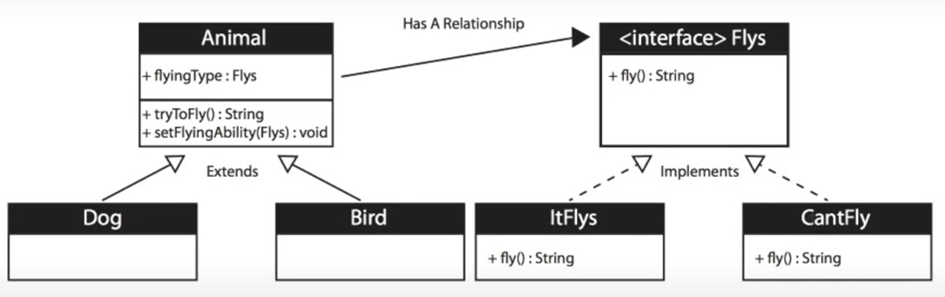 Has A Relationship
Animal
+ flyingType : Flys
+ tryToFly() : String
+ setFlyingAbility(Flys) : void
<interface> Flys
+ fly() : String
Extends
Implements
Dog
Bird
ItFlys
+ fly() : String
CantFly
+ fly() : String